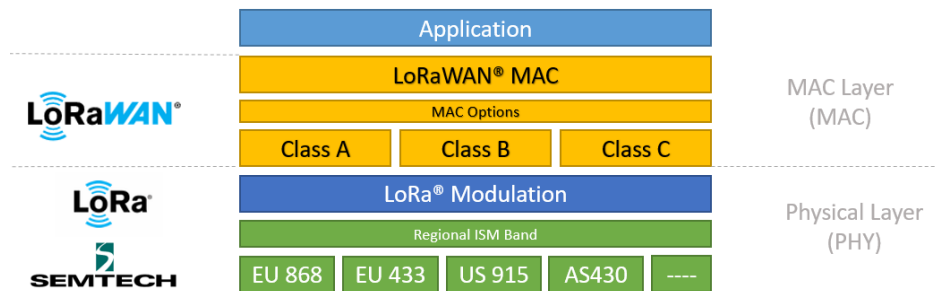 Application
LoRaWAN®
LoRaWAN® MAC
MAC Options
Class A Class B Class C
MAC Layer
(MAC)
LoRa®
LoRa® Modulation
Regional ISM Band
Physical Layer
(PHY)
SEMTECH
EU 868 EU 433 US 915 AS430 ----